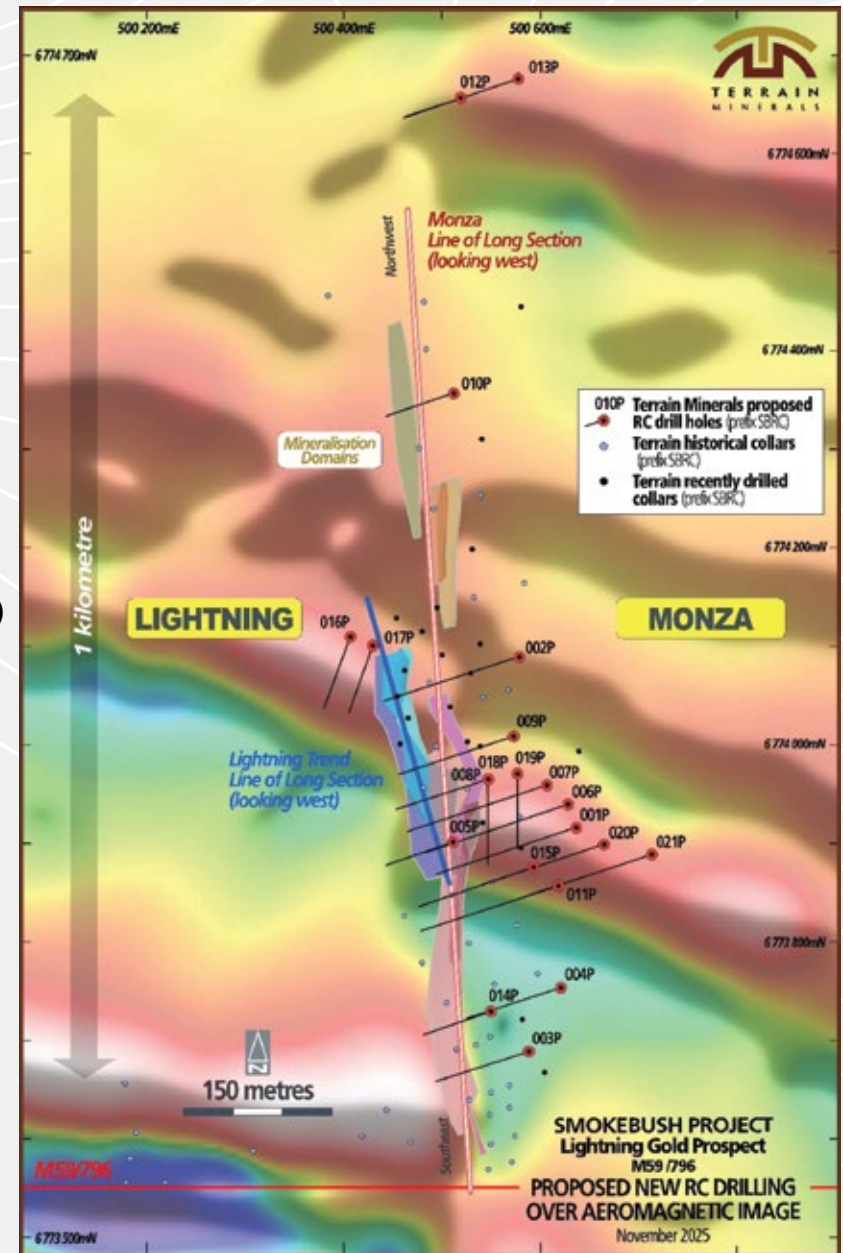 500 200mE
500 400mE
500 600mE
6 774 700mN
TERRAIN
MINERALS
013P
012P
6 774 600mN
Northwest
Monza
Line of Long Section
(looking west)
6 774 400mN
010P
010P Terrain Minerals proposed
RC drill holes (prefix SBRC)
Terrain historical collars
(prefix SBRC)
Terrain recently drilled
collars (prefix SBRC)
Mineralisation
Domains
6 774 200mN
1 kilometre
LIGHTNING
MONZA
016P
017P
002P
009P
6 774 000mN
Lightning Trend
Line of Long Section
(looking west)
019P
018P
008P
007P
006P
005P
001P
020P
021P
015P
011P
6 773 800mN
004P
014P
003P
N
150 metres
Southeast
SMOKEBUSH PROJECT
Lightning Gold Prospect
M59 /796
M59/796
PROPOSED NEW RC DRILLING
OVER AEROMAGNETIC IMAGE
November 2025
6 773 500mN